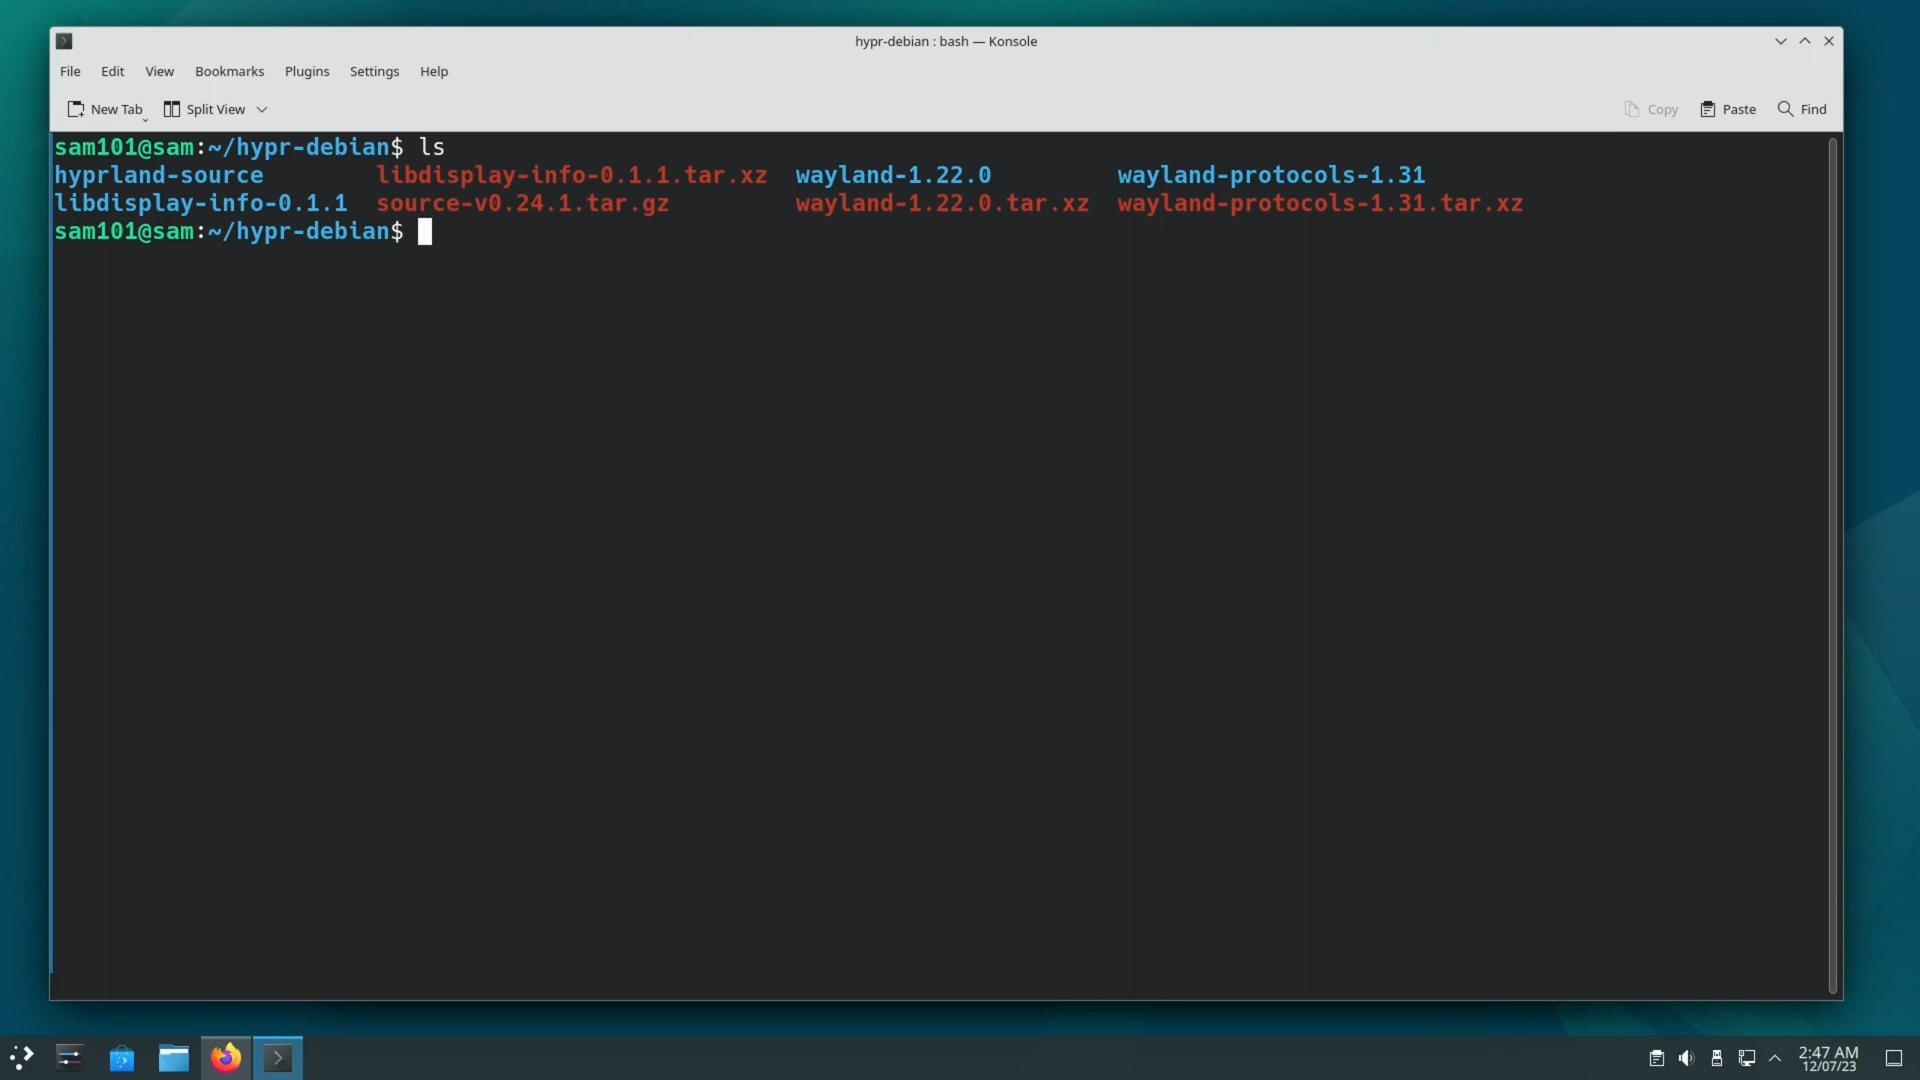 hypr-debian : bash — Konsole
File Edit View Bookmarks Plugins Settings Help
New Tab Split View Copy Paste Find
sam101@sam:~/hypr-debian$ ls
hyprland-source libdisplay-info-0.1.1.tar.xz wayland-1.22.0 wayland-protocols-1.31
libdisplay-info-0.1.1 source-v0.24.1.tar.gz wayland-1.22.0.tar.xz wayland-protocols-1.31.tar.xz
sam101@sam:~/hypr-debian$
2:47 AM
12/07/23